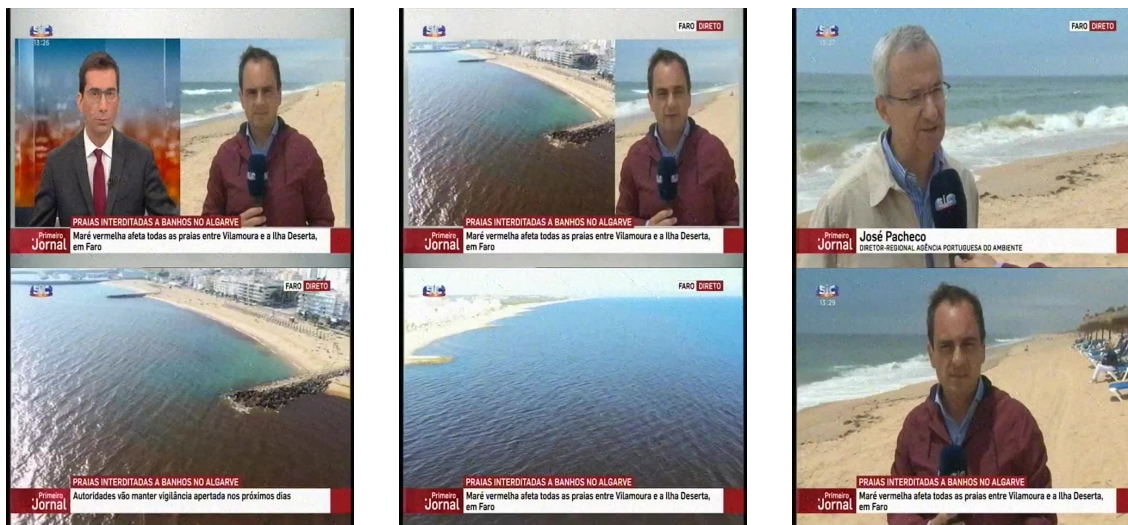 SIC
13:26
PRAIAS INTERDITADAS A BANHOS NO ALGARVE
Primeiro Jornal
Maré vermelha afeta todas as praias entre Vilamoura e a Ilha Deserta,
em Faro
SIC
FARO DIRETO
PRAIAS INTERDITADAS A BANHOS NO ALGARVE
Primeiro Jornal
Maré vermelha afeta todas as praias entre Vilamoura e a Ilha Deserta,
em Faro
SIC
13:27
FARO DIRETO
SIC
Primeiro Jornal
José Pacheco
DIRETOR-REGIONAL AGÊNCIA PORTUGUESA DO AMBIENTE
SIC
FARO DIRETO
PRAIAS INTERDITADAS A BANHOS NO ALGARVE
Primeiro Jornal
Autoridades vão manter vigilância apertada nos próximos dias
SIC
FARO DIRETO
PRAIAS INTERDITADAS A BANHOS NO ALGARVE
Primeiro Jornal
Maré vermelha afeta todas as praias entre Vilamoura e a Ilha Deserta,
em Faro
SIC
13:29
PRAIAS INTERDITADAS A BANHOS NO ALGARVE
Primeiro Jornal
Maré vermelha afeta todas as praias entre Vilamoura e a Ilha Deserta,
em Faro